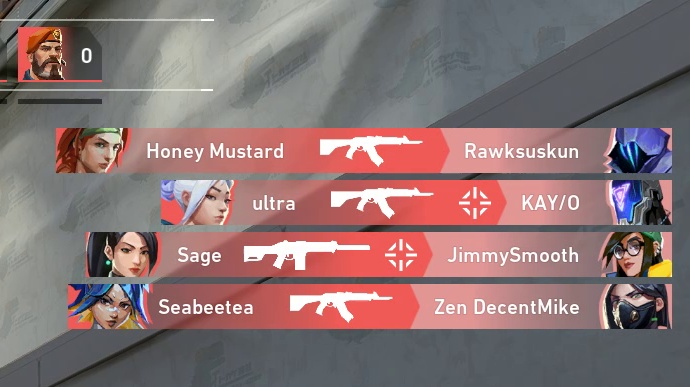 0
Honey Mustard Rawksuskun
ultra KAY/O
Sage JimmySmooth
Seabeetea Zen DecentMike